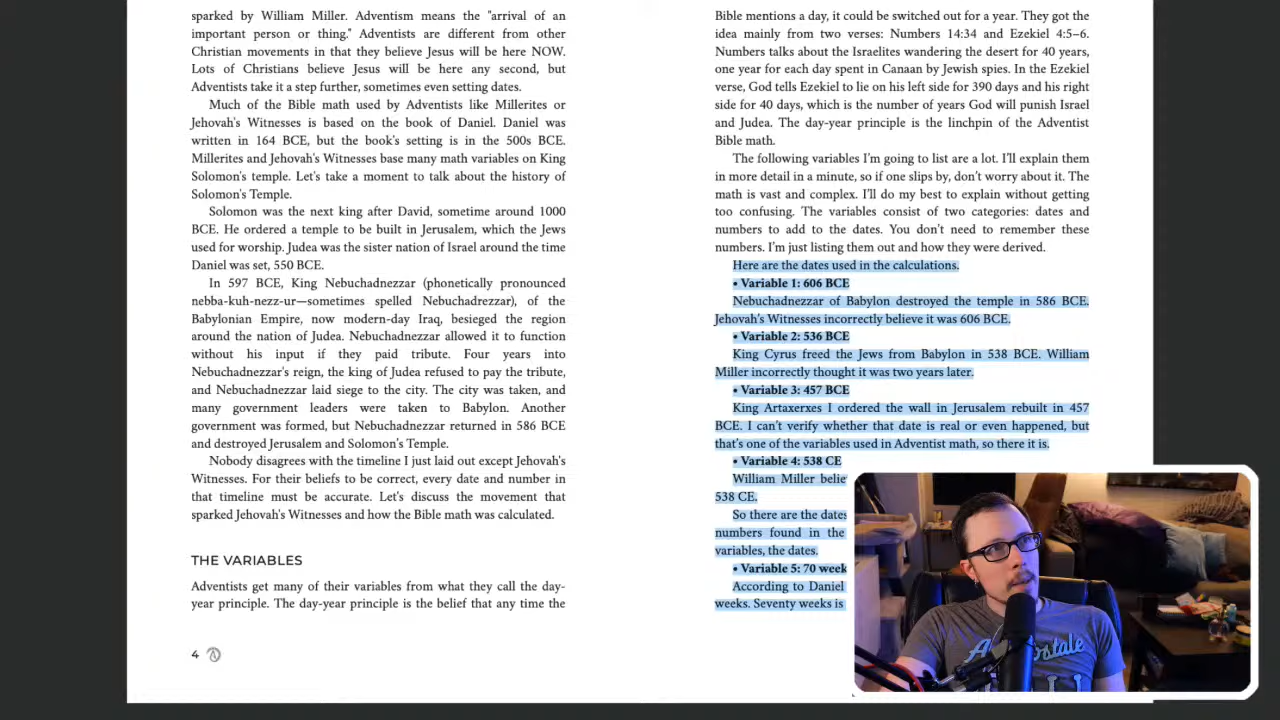 sparked by William Miller. Adventism means the "arrival of an
important person or thing." Adventists are different from other
Christian movements in that they believe Jesus will be here NOW.
Lots of Christians believe Jesus will be here any second, but
Adventists take it a step further, sometimes even setting dates.
Much of the Bible math used by Adventists like Millerites or
Jehovah's Witnesses is based on the book of Daniel. Daniel was
written in 164 BCE, but the book's setting is in the 500s BCE.
Millerites and Jehovah's Witnesses base many math variables on King
Solomon's temple. Let's take a moment to talk about the history of
Solomon's Temple.
Solomon was the next king after David, sometime around 1000
BCE. He ordered a temple to be built in Jerusalem, which the Jews
used for worship. Judea was the sister nation of Israel around the time
Daniel was set, 550 BCE.
In 597 BCE, King Nebuchadnezzar (phonetically pronounced
nebba-kuh-nezz-ur—sometimes spelled Nebuchadrezzar), of the
Babylonian Empire, now modern-day Iraq, besieged the region
around the nation of Judea. Nebuchadnezzar allowed it to function
without his input if they paid tribute. Four years into
Nebuchadnezzar's reign, the king of Judea refused to pay the tribute,
and Nebuchadnezzar laid siege to the city. The city was taken, and
many government leaders were taken to Babylon. Another
government was formed, but Nebuchadnezzar returned in 586 BCE
and destroyed Jerusalem and Solomon's Temple.
Nobody disagrees with the timeline I just laid out except Jehovah's
Witnesses. For their beliefs to be correct, every date and number in
that timeline must be accurate. Let's discuss the movement that
sparked Jehovah's Witnesses and how the Bible math was calculated.
THE VARIABLES
Adventists get many of their variables from what they call the day-
year principle. The day-year principle is the belief that any time the
4
Bible mentions a day, it could be switched out for a year. They got the
idea mainly from two verses: Numbers 14:34 and Ezekiel 4:5–6.
Numbers talks about the Israelites wandering the desert for 40 years,
one year for each day spent in Canaan by Jewish spies. In the Ezekiel
verse, God tells Ezekiel to lie on his left side for 390 days and his right
side for 40 days, which is the number of years God will punish Israel
and Judea. The day-year principle is the linchpin of the Adventist
Bible math.
The following variables I'm going to list are a lot. I'll explain them
in more detail in a minute, so if one slips by, don't worry about it. The
math is vast and complex. I'll do my best to explain without getting
too confusing. The variables consist of two categories: dates and
numbers to add to the dates. You don't need to remember these
numbers. I'm just listing them out and how they were derived.
Here are the dates used in the calculations.
• Variable 1: 606 BCE
Nebuchadnezzar of Babylon destroyed the temple in 586 BCE.
Jehovah's Witnesses incorrectly believe it was 606 BCE.
• Variable 2: 536 BCE
King Cyrus freed the Jews from Babylon in 538 BCE. William
Miller incorrectly thought it was two years later.
• Variable 3: 457 BCE
King Artaxerxes I ordered the wall in Jerusalem rebuilt in 457
BCE. I can't verify whether that date is real or even happened, but
that's one of the variables used in Adventist math, so there it is.
• Variable 4: 538 CE
William Miller belie
538 CE.
So there are the dates
numbers found in the
variables, the dates.
• Variable 5: 70 week
According to Daniel
weeks. Seventy weeks is